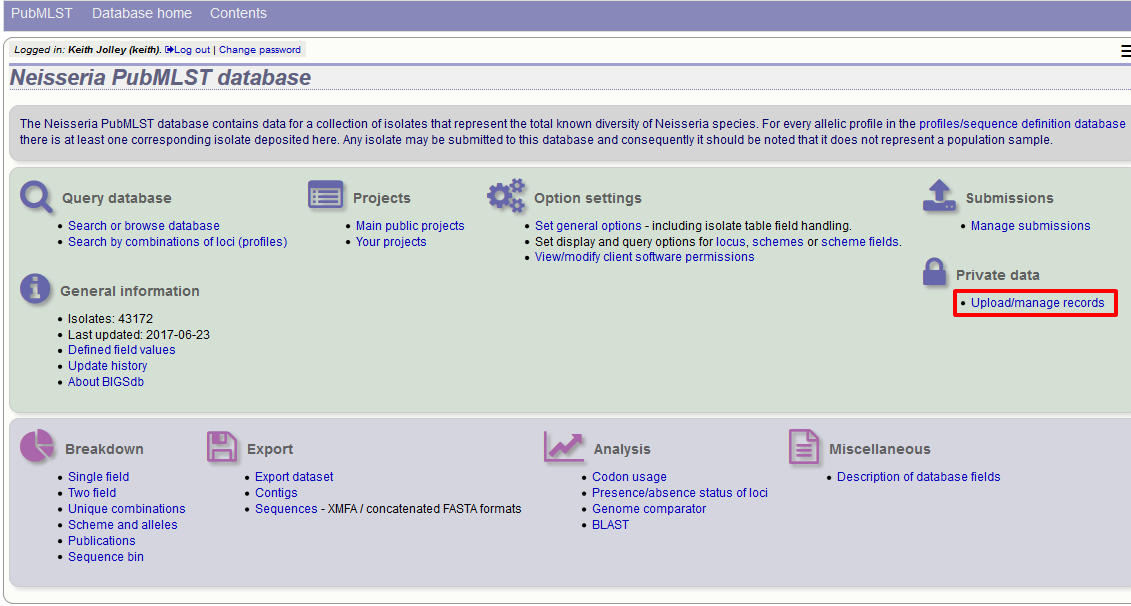 PubMLST Database home Contents
Logged in: Keith Jolley (keith). Log out | Change password
Neisseria PubMLST database
The Neisseria PubMLST database contains data for a collection of isolates that represent the total known diversity of Neisseria species. For every allelic profile in the profiles/sequence definition database
there is at least one corresponding isolate deposited here. Any isolate may be submitted to this database and consequently it should be noted that it does not represent a population sample.
Query database
• Search or browse database
• Search by combinations of loci (profiles)
Projects
• Main public projects
• Your projects
Option settings
• Set general options - including isolate table field handling.
• Set display and query options for locus, schemes or scheme fields.
• View/modify client software permissions
Submissions
• Manage submissions
Private data
• Upload/manage records
General information
• Isolates: 43172
• Last updated: 2017-06-23
• Defined field values
• Update history
• About BIGSdb
Breakdown
• Single field
• Two field
• Unique combinations
• Scheme and alleles
• Publications
• Sequence bin
Export
• Export dataset
• Contigs
• Sequences - XMFA / concatenated FASTA formats
Analysis
• Codon usage
• Presence/absence status of loci
• Genome comparator
• BLAST
Miscellaneous
• Description of database fields